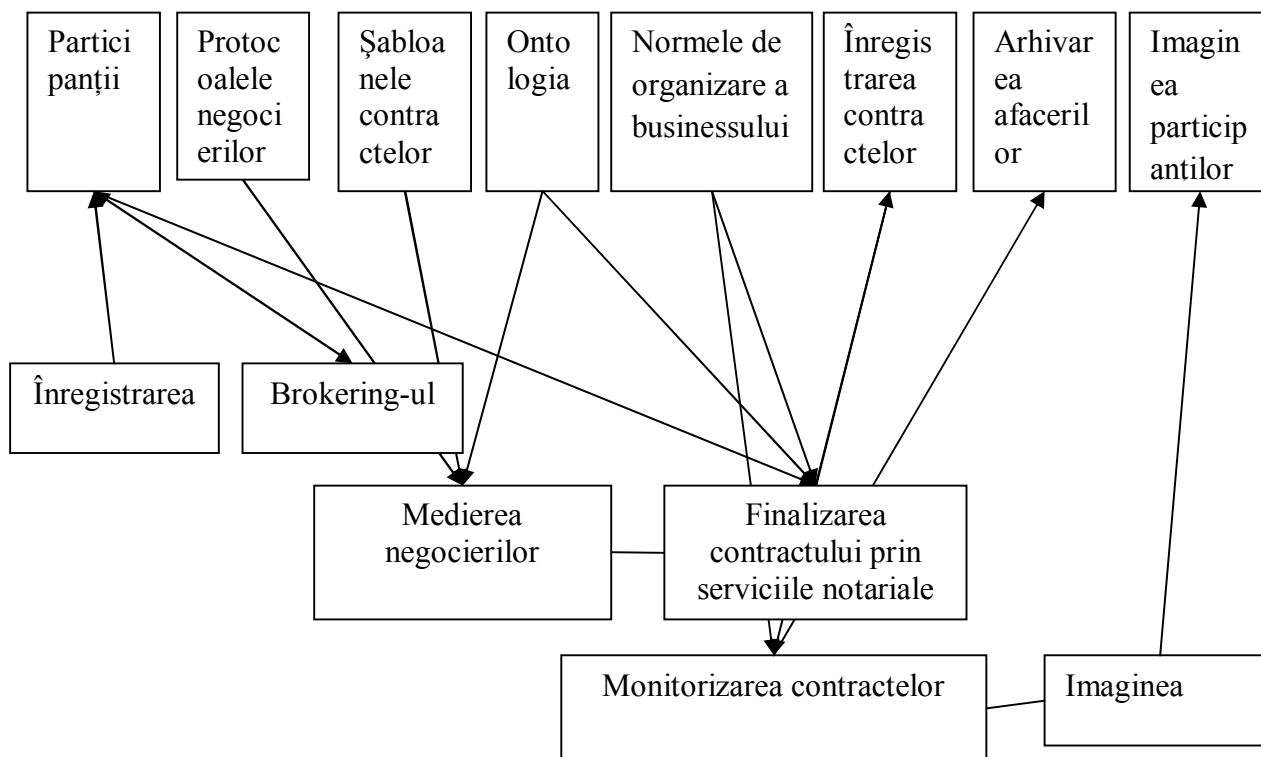 Partici
panții
Protoc
oalele
negoci
erilor
Şabloa
nele
contra
ctelor
Onto
logia
Normele de
organizare a
businessului
Înregis
trarea
contra
ctelor
Arhivar
ea
afaceril
or
Imagin
ea
particip
anților
Înregistrarea
Brokering-ul
Medierea
negocierilor
Finalizarea
contractului prin
serviciile notariale
Monitorizarea contractelor
Imaginea